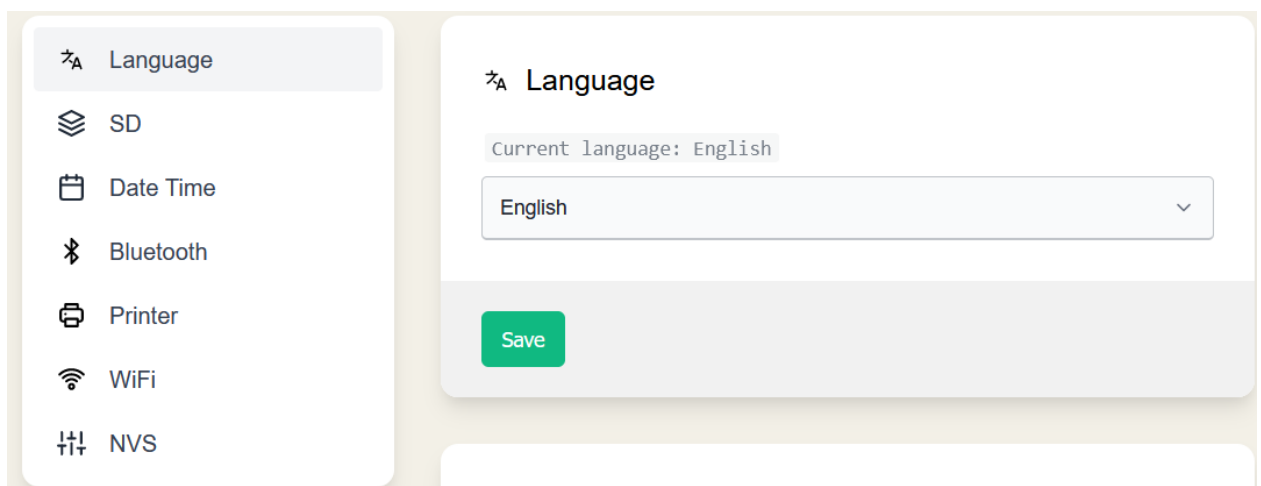 Language
SD
Date Time
Bluetooth
Printer
WiFi
NVS
Language
Current language: English
English
Save